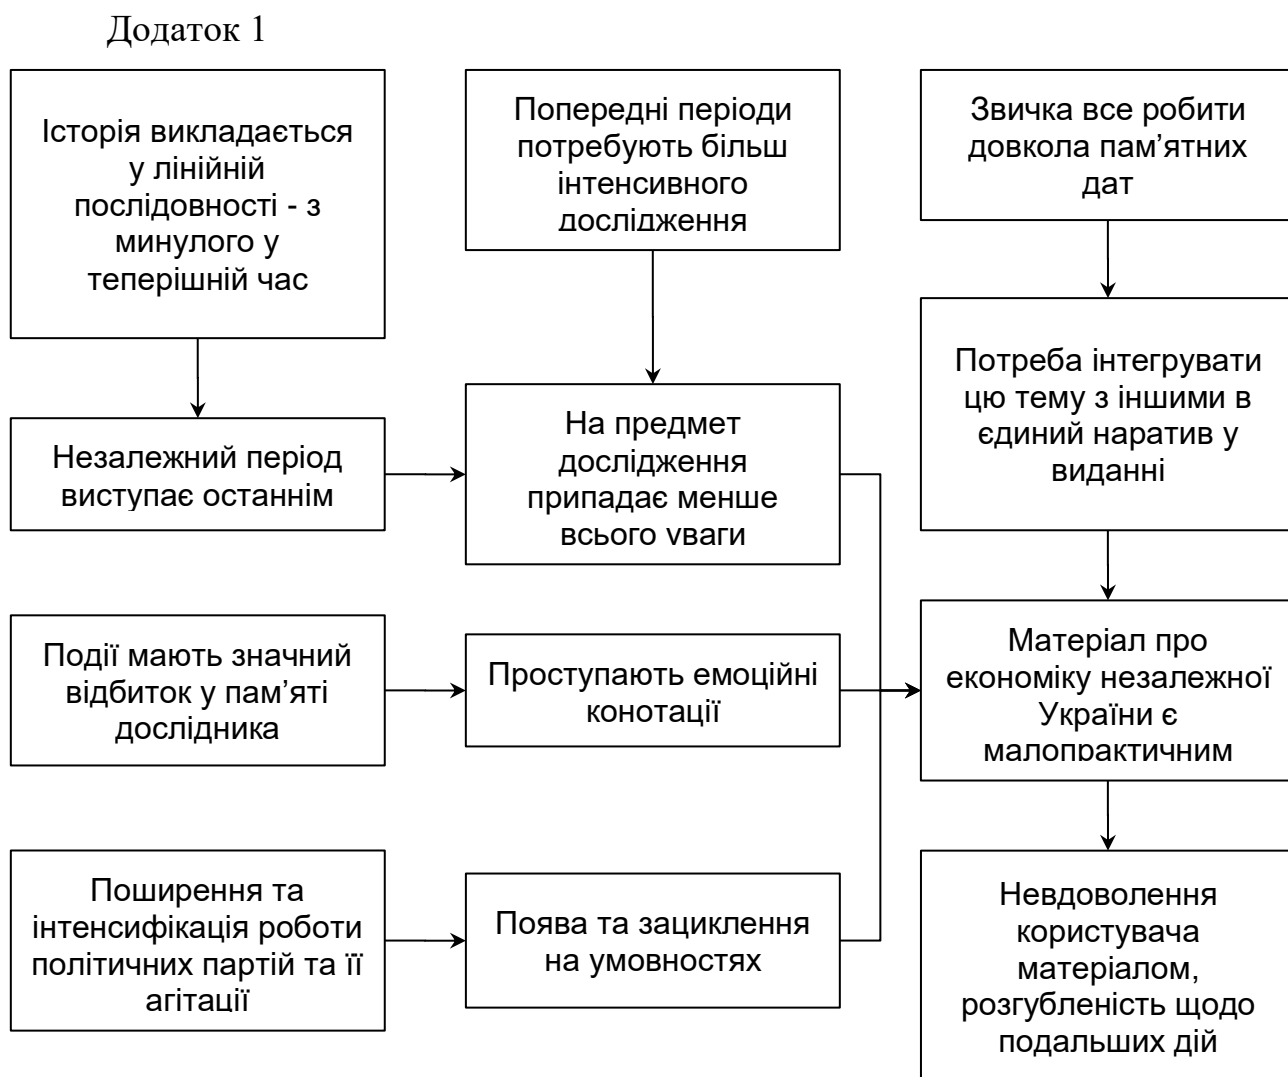 Додаток 1
Історія викладається
у лінійній
послідовності - з
минулого у
теперішній час
Попередні періоди
потребують більш
інтенсивного
дослідження
Звичка все робити
довкола пам’ятних
дат
Потреба інтегрувати
цю тему з іншими в
єдиний наратив у
виданні
Незалежний період
виступає останнім
На предмет
дослідження
припадає менше
всього уваги
Події мають значний
відбиток у пам’яті
дослідника
Проступають емоційні
конотації
Матеріал про
економіку незалежної
України є
малопрактичним
Поширення та
інтенсифікація роботи
політичних партій та її
агітації
Поява та зациклення
на умовностях
Невдоволення
користувача
матеріалом,
розгубленість щодо
подальших дій